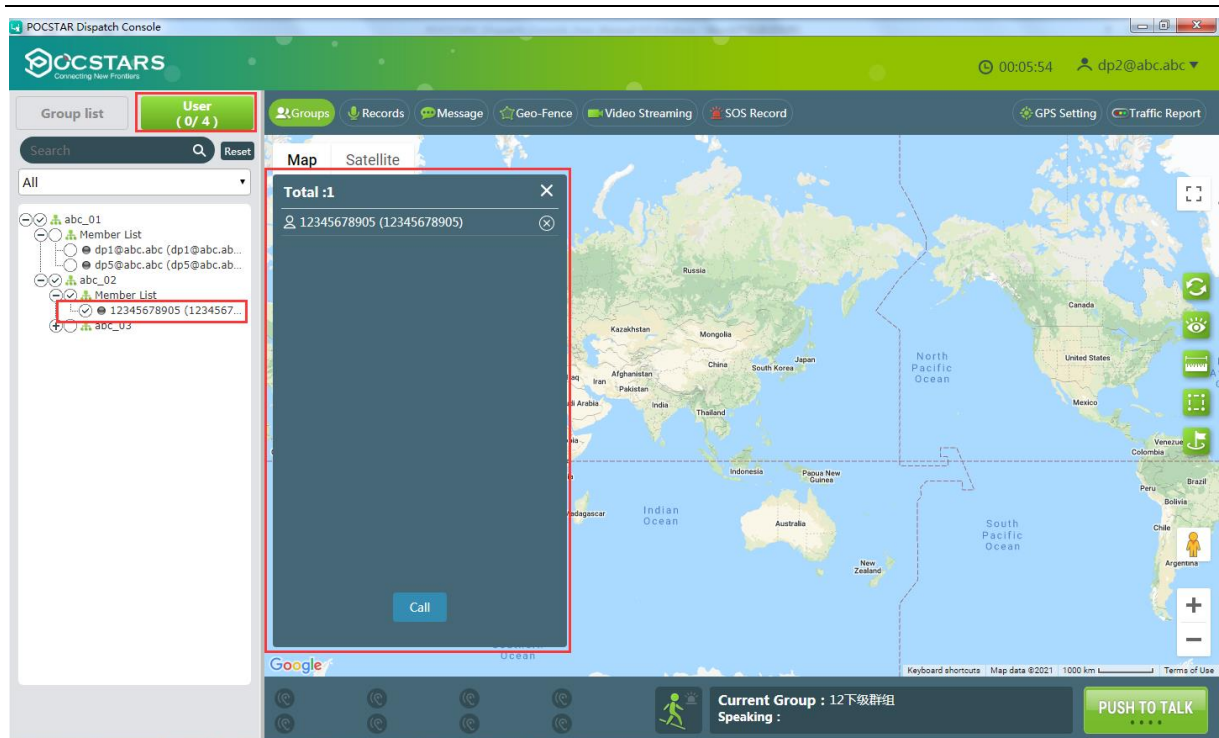 POCSTAR Dispatch Console
POCSTARS
Connecting New Frontiers
00:05:54 dp2@abc.abc
Group list
User
( 0/ 4 )
Groups Records Message Geo-Fence Video Streaming SOS Record GPS Setting Traffic Report
Search Reset
All
abc_01
Member List
dp1@abc.abc (dp1@abc.ab...
dp5@abc.abc (dp5@abc.ab...
abc_02
Member List
12345678905 (1234567...
abc_03
Map Satellite
Total :1
12345678905 (12345678905)
Call
Russia
Canada
Kazakhstan
Mongolia
United States
North
Pacific
Ocean
China
South Korea
Japan
Afghanistan
Iran
Pakistan
India
Thailand
Mexico
Colombia
Indonesia
Papua New
Guinea
Peru
Brazil
Bolivia
Indian
Ocean
Australia
South
Pacific
Ocean
Chile
New
Zealand
Argentina
Ocean
Google
Keyboard shortcuts Map data ©2021 1000 km Terms of Use
Current Group：12下级群组
Speaking：
PUSH TO TALK